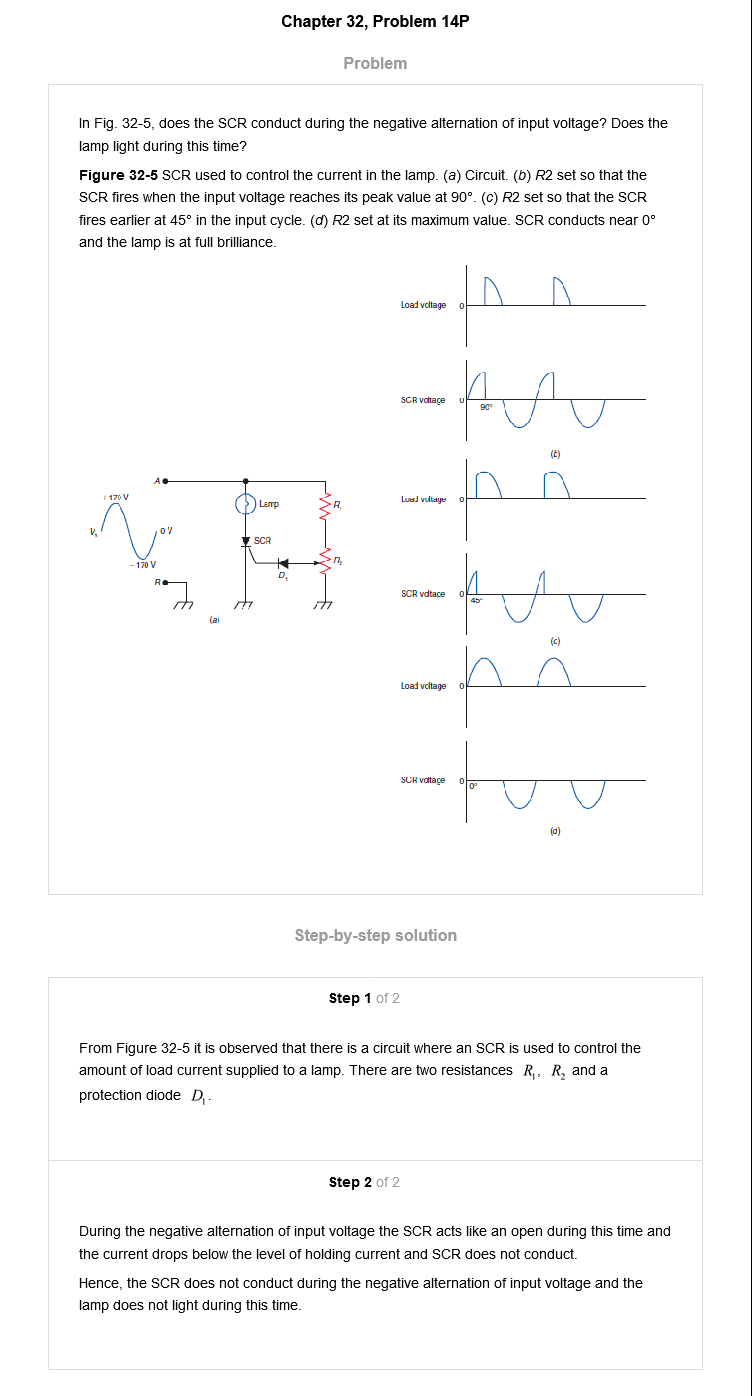 Chapter 32, Problem 14P
Problem
In Fig. 32-5, does the SCR conduct during the negative alternation of input voltage? Does the
lamp light during this time?
Figure 32-5 SCR used to control the current in the lamp. (a) Circuit. (b) R2 set so that the
SCR fires when the input voltage reaches its peak value at 90°. (c) R2 set so that the SCR
fires earlier at 45° in the input cycle. (d) R2 set at its maximum value. SCR conducts near 0°
and the lamp is at full brilliance.
Load voltage 0
SCR voltage 0
90°
(b)
Load voltage 0
SCR voltage 0
45°
(c)
Load voltage 0
SCR voltage 0
0°
(d)
A
+170 V
Lamp
R₁
0 V
SCR
−170 V
R₂
D₁
(a)
Step-by-step solution
Step 1 of 2
From Figure 32-5 it is observed that there is a circuit where an SCR is used to control the
amount of load current supplied to a lamp. There are two resistances R₁, R₂ and a
protection diode D₁.
Step 2 of 2
During the negative alternation of input voltage the SCR acts like an open during this time and
the current drops below the level of holding current and SCR does not conduct.
Hence, the SCR does not conduct during the negative alternation of input voltage and the
lamp does not light during this time.